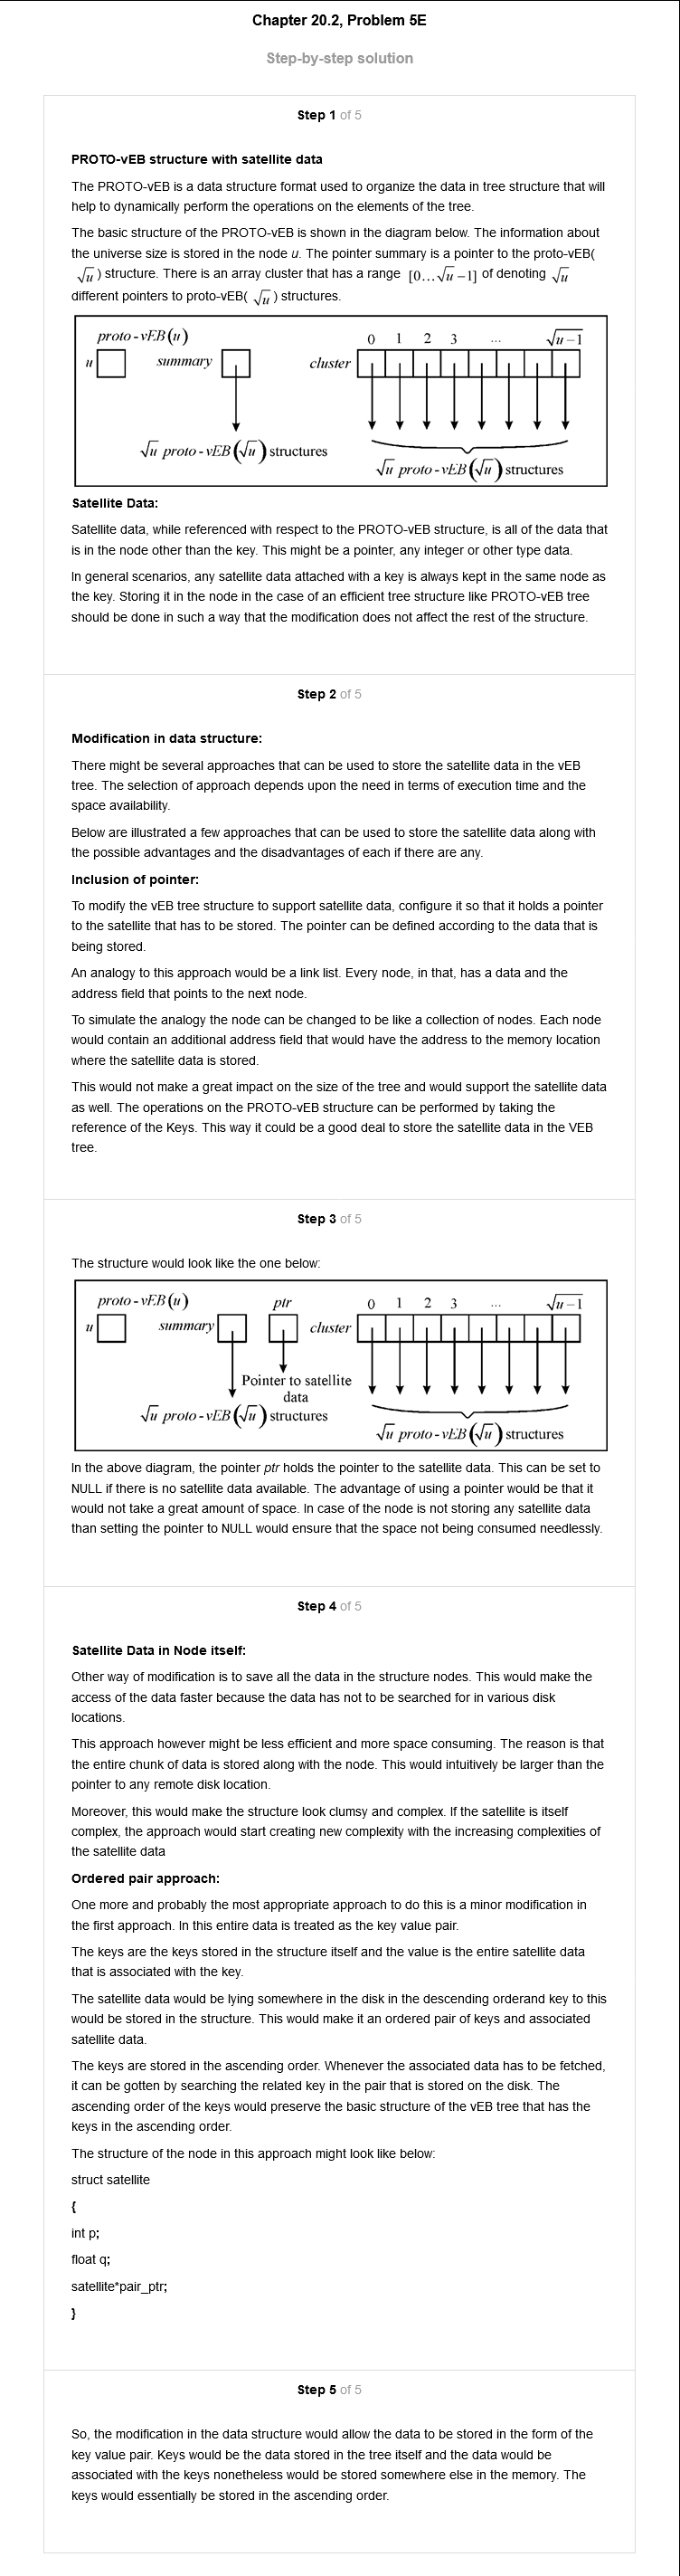 Chapter 20.2, Problem 5E
Step-by-step solution
Step 1 of 5
PROTO-vEB structure with satellite data
The PROTO-vEB is a data structure format used to organize the data in tree structure that will
help to dynamically perform the operations on the elements of the tree.
The basic structure of the PROTO-vEB is shown in the diagram below. The information about
the universe size is stored in the node u. The pointer summary is a pointer to the proto-vEB(
√u ) structure. There is an array cluster that has a range [0…√u −1] of denoting √u
different pointers to proto-vEB( √u ) structures.
proto - vEB(u)
0 1 2 3 ... √u−1
u summary cluster
√u proto - vEB(√u) structures
√u proto - vEB(√u) structures
Satellite Data:
Satellite data, while referenced with respect to the PROTO-vEB structure, is all of the data that
is in the node other than the key. This might be a pointer, any integer or other type data.
In general scenarios, any satellite data attached with a key is always kept in the same node as
the key. Storing it in the node in the case of an efficient tree structure like PROTO-vEB tree
should be done in such a way that the modification does not affect the rest of the structure.
Step 2 of 5
Modification in data structure:
There might be several approaches that can be used to store the satellite data in the vEB
tree. The selection of approach depends upon the need in terms of execution time and the
space availability.
Below are illustrated a few approaches that can be used to store the satellite data along with
the possible advantages and the disadvantages of each if there are any.
Inclusion of pointer:
To modify the vEB tree structure to support satellite data, configure it so that it holds a pointer
to the satellite that has to be stored. The pointer can be defined according to the data that is
being stored.
An analogy to this approach would be a link list. Every node, in that, has a data and the
address field that points to the next node.
To simulate the analogy the node can be changed to be like a collection of nodes. Each node
would contain an additional address field that would have the address to the memory location
where the satellite data is stored.
This would not make a great impact on the size of the tree and would support the satellite data
as well. The operations on the PROTO-vEB structure can be performed by taking the
reference of the Keys. This way it could be a good deal to store the satellite data in the VEB
tree.
Step 3 of 5
The structure would look like the one below:
proto - vEB(u) ptr 0 1 2 3 ... √u−1
u summary cluster
Pointer to satellite
data
√u proto - vEB(√u) structures
√u proto - vEB(√u) structures
In the above diagram, the pointer ptr holds the pointer to the satellite data. This can be set to
NULL if there is no satellite data available. The advantage of using a pointer would be that it
would not take a great amount of space. In case of the node is not storing any satellite data
than setting the pointer to NULL would ensure that the space not being consumed needlessly.
Step 4 of 5
Satellite Data in Node itself:
Other way of modification is to save all the data in the structure nodes. This would make the
access of the data faster because the data has not to be searched for in various disk
locations.
This approach however might be less efficient and more space consuming. The reason is that
the entire chunk of data is stored along with the node. This would intuitively be larger than the
pointer to any remote disk location.
Moreover, this would make the structure look clumsy and complex. If the satellite is itself
complex, the approach would start creating new complexity with the increasing complexities of
the satellite data
Ordered pair approach:
One more and probably the most appropriate approach to do this is a minor modification in
the first approach. In this entire data is treated as the key value pair.
The keys are the keys stored in the structure itself and the value is the entire satellite data
that is associated with the key.
The satellite data would be lying somewhere in the disk in the descending orderand key to this
would be stored in the structure. This would make it an ordered pair of keys and associated
satellite data.
The keys are stored in the ascending order. Whenever the associated data has to be fetched,
it can be gotten by searching the related key in the pair that is stored on the disk. The
ascending order of the keys would preserve the basic structure of the vEB tree that has the
keys in the ascending order.
The structure of the node in this approach might look like below:
struct satellite
{
int p;
float q;
satellite*pair_ptr;
}
Step 5 of 5
So, the modification in the data structure would allow the data to be stored in the form of the
key value pair. Keys would be the data stored in the tree itself and the data would be
associated with the keys nonetheless would be stored somewhere else in the memory. The
keys would essentially be stored in the ascending order.